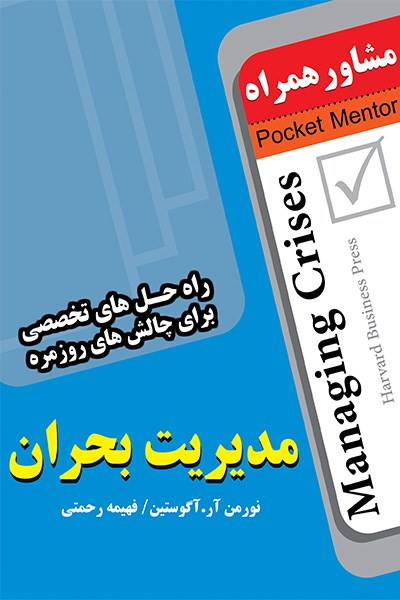 مشاور همراه
Pocket Mentor
Managing Crises
Harvard Business Press
راه حل های تخصصی
برای چالش های روزمره
مدیریت بحران
نورمن آر.آگوستین/ فهیمه رحمتی